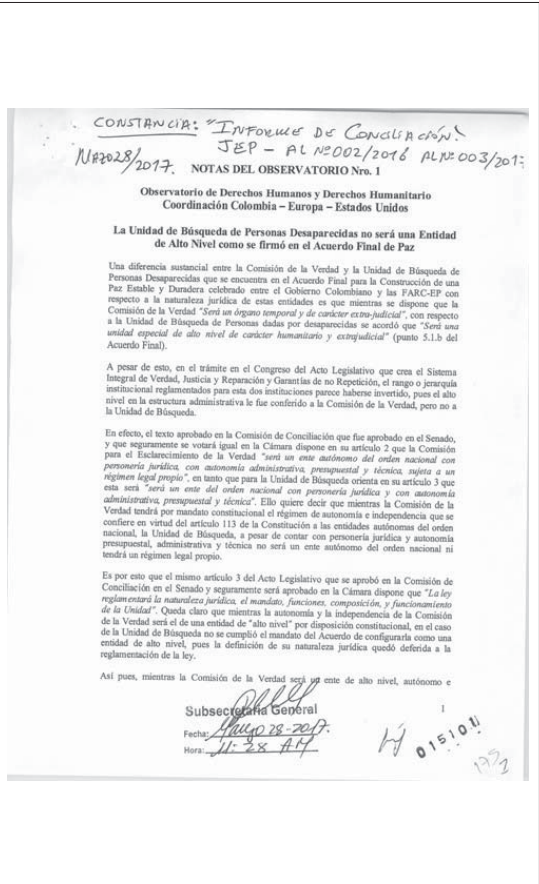 CONSTANCIA: "INFORME DE CONCILIACIÓN!
JEP - AL Nº 002/2016 AL Nº 003/2017
MAZO28/2017. NOTAS DEL OBSERVATORIO Nro. 1
Observatorio de Derechos Humanos y Derechos Humanitario
Coordinación Colombia – Europa – Estados Unidos
La Unidad de Búsqueda de Personas Desaparecidas no será una Entidad
de Alto Nivel como se firmó en el Acuerdo Final de Paz
Una diferencia sustancial entre la Comisión de la Verdad y la Unidad de Búsqueda de
Personas Desaparecidas que se encuentra en el Acuerdo Final para la Construcción de una
Paz Estable y Duradera celebrado entre el Gobierno Colombiano y las FARC-EP con
respecto a la naturaleza jurídica de estas entidades es que mientras se dispone que la
Comisión de la Verdad "Será un órgano temporal y de carácter extra-judicial", con respecto
a la Unidad de Búsqueda de Personas dadas por desaparecidas se acordó que "Será una
unidad especial de alto nivel de carácter humanitario y extrajudicial" (punto 5.1.b del
Acuerdo Final).
A pesar de esto, en el trámite en el Congreso del Acto Legislativo que crea el Sistema
Integral de Verdad, Justicia y Reparación y Garantías de no Repetición, el rango o jerarquía
institucional reglamentados para esta dos instituciones parece haberse invertido, pues el alto
nivel en la estructura administrativa le fue conferido a la Comisión de la Verdad, pero no a
la Unidad de Búsqueda.
En efecto, el texto aprobado en la Comisión de Conciliación que fue aprobado en el Senado,
y que seguramente se votará igual en la Cámara dispone en su artículo 2 que la Comisión
para el Esclarecimiento de la Verdad "será un ente autónomo del orden nacional con
personería jurídica, con autonomía administrativa, presupuestal y técnica, sujeta a un
régimen legal propio", en tanto que para la Unidad de Búsqueda orienta en su artículo 3 que
esta será "será un ente del orden nacional con personería jurídica y con autonomía
administrativa, presupuestal y técnica". Ello quiere decir que mientras la Comisión de la
Verdad tendrá por mandato constitucional el régimen de autonomía e independencia que se
confiere en virtud del artículo 113 de la Constitución a las entidades autónomas del orden
nacional, la Unidad de Búsqueda, a pesar de contar con personería jurídica y autonomía
presupuestal, administrativa y técnica no será un ente autónomo del orden nacional ni
tendrá un régimen legal propio.
Es por esto que el mismo artículo 3 del Acto Legislativo que se aprobó en la Comisión de
Conciliación en el Senado y seguramente será aprobado en la Cámara dispone que "La ley
reglamentará la naturaleza jurídica, el mandato, funciones, composición, y funcionamiento
de la Unidad". Queda claro que mientras la autonomía y la independencia de la Comisión
de la Verdad será el de una entidad de "alto nivel" por disposición constitucional, en el caso
de la Unidad de Búsqueda no se cumplió el mandato del Acuerdo de configurarla como una
entidad de alto nivel, pues la definición de su naturaleza jurídica quedó deferida a la
reglamentación de la ley.
Así pues, mientras la Comisión de la Verdad será un ente de alto nivel, autónomo e
Subsecretaría General
1
Fecha: Marzo 28-2017.
Hora: 11:28 AM
015101